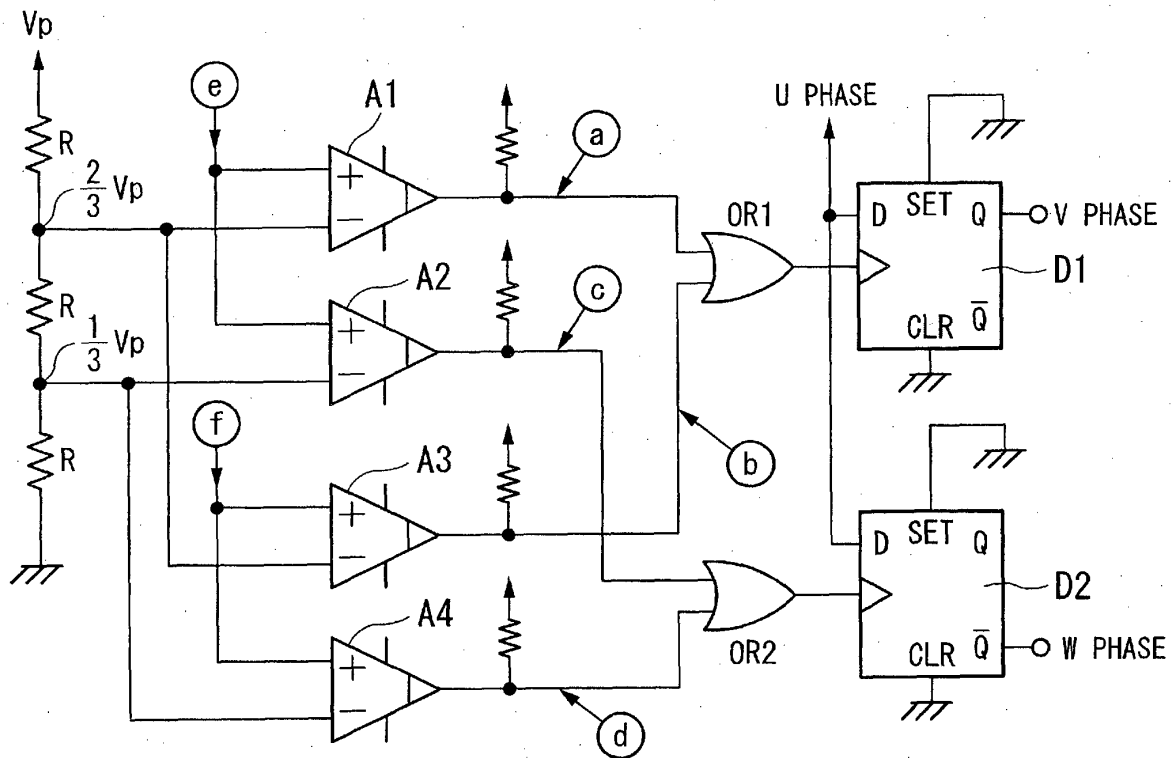 Vp
e
A1
a
U PHASE
R
2/3 Vp
+
−
OR1
D SET Q
V PHASE
D1
CLR Q̅
A2
c
R
1/3 Vp
+
−
f
A3
b
R
+
−
D SET Q
D2
CLR Q̅
W PHASE
A4
OR2
+
−
d